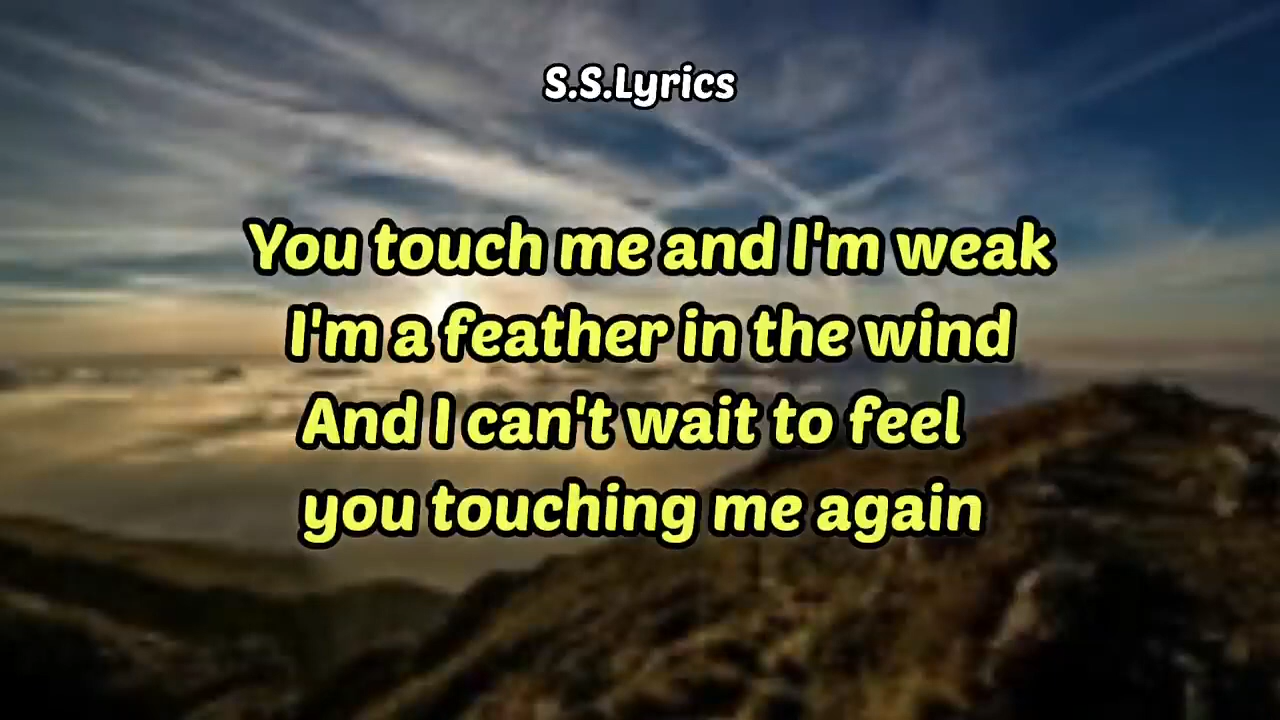 S.S.Lyrics
You touch me and I'm weak
I'm a feather in the wind
And I can't wait to feel
you touching me again